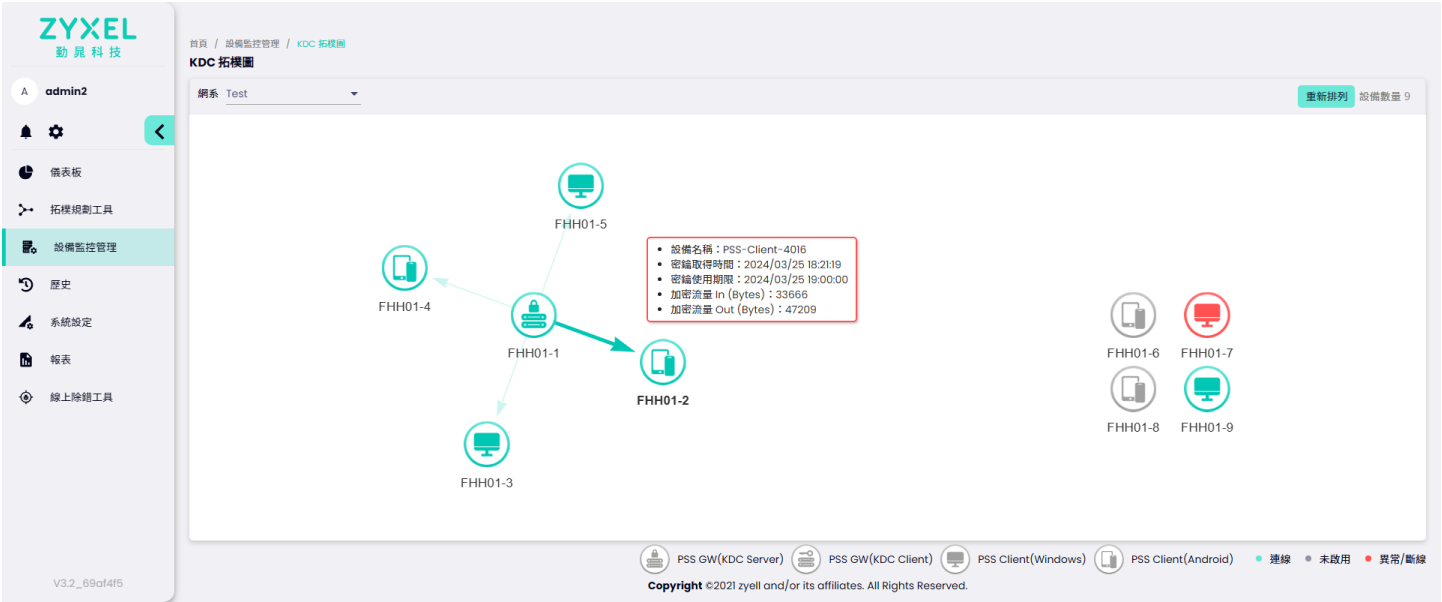 ZYXEL
勤晁科技
A admin2
儀表板
拓樸規劃工具
設備監控管理
歷史
系統設定
報表
線上除錯工具
V3.2_69af4f5
首頁 / 設備監控管理 / KDC 拓樸圖
KDC 拓樸圖
網系 Test
重新排列 設備數量 9
FHH01-5
FHH01-4
FHH01-1
FHH01-2
FHH01-3
設備名稱：PSS-Client-4016
密鑰取得時間：2024/03/25 18:21:19
密鑰使用期限：2024/03/25 19:00:00
加密流量 In (Bytes)：33666
加密流量 Out (Bytes)：47209
FHH01-6 FHH01-7
FHH01-8 FHH01-9
PSS GW(KDC Server) PSS GW(KDC Client) PSS Client(Windows) PSS Client(Android) 連線 未啟用 異常/斷線
Copyright ©2021 zyell and/or its affiliates. All Rights Reserved.